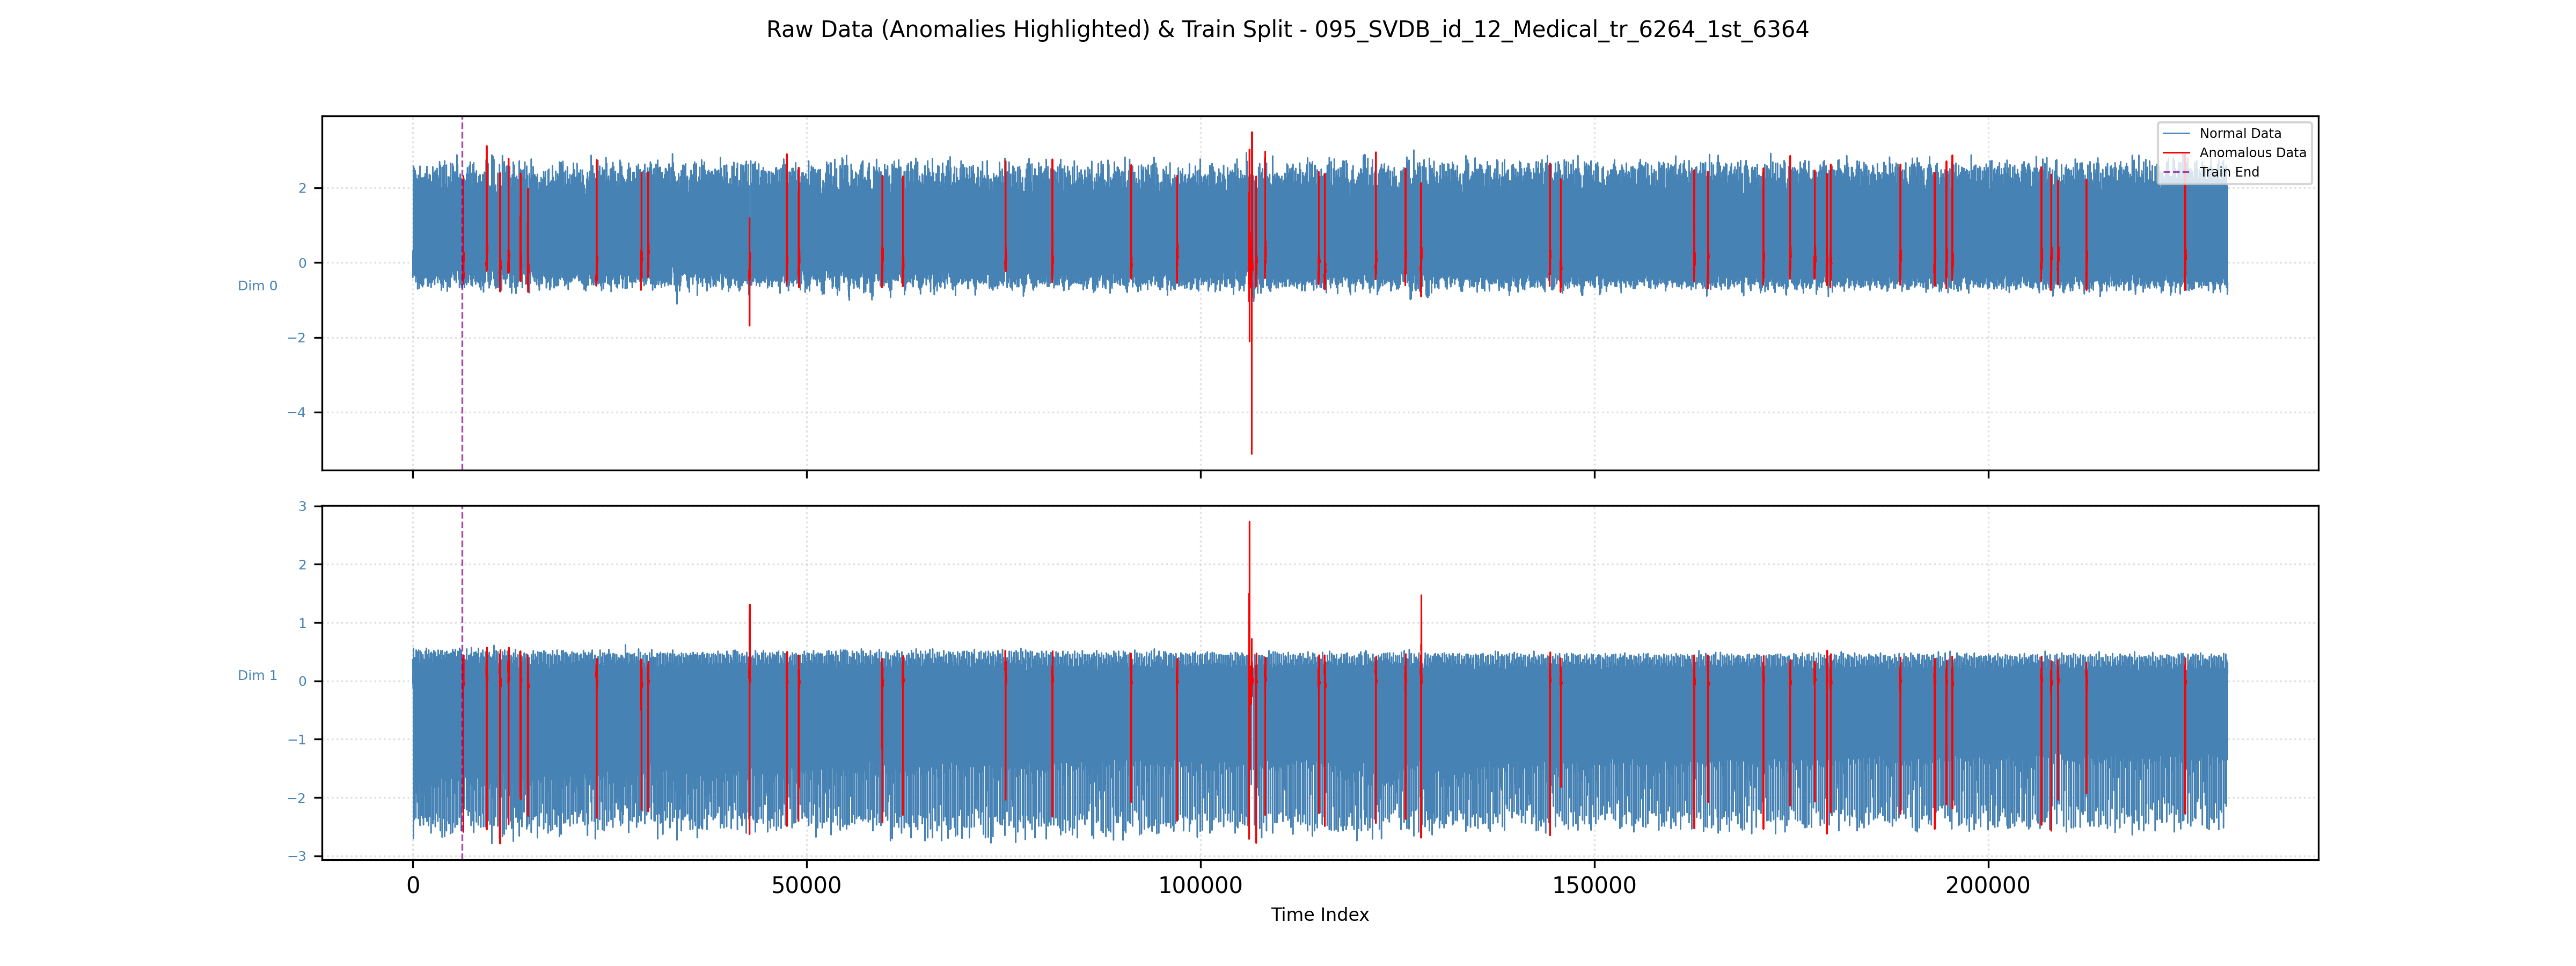 Raw Data (Anomalies Highlighted) & Train Split - 095_SVDB_id_12_Medical_tr_6264_1st_6364
Normal Data
Anomalous Data
Train End
2
0
Dim 0
−2
−4
3
2
1
Dim 1
0
−1
−2
−3
0
50000
100000
150000
200000
Time Index